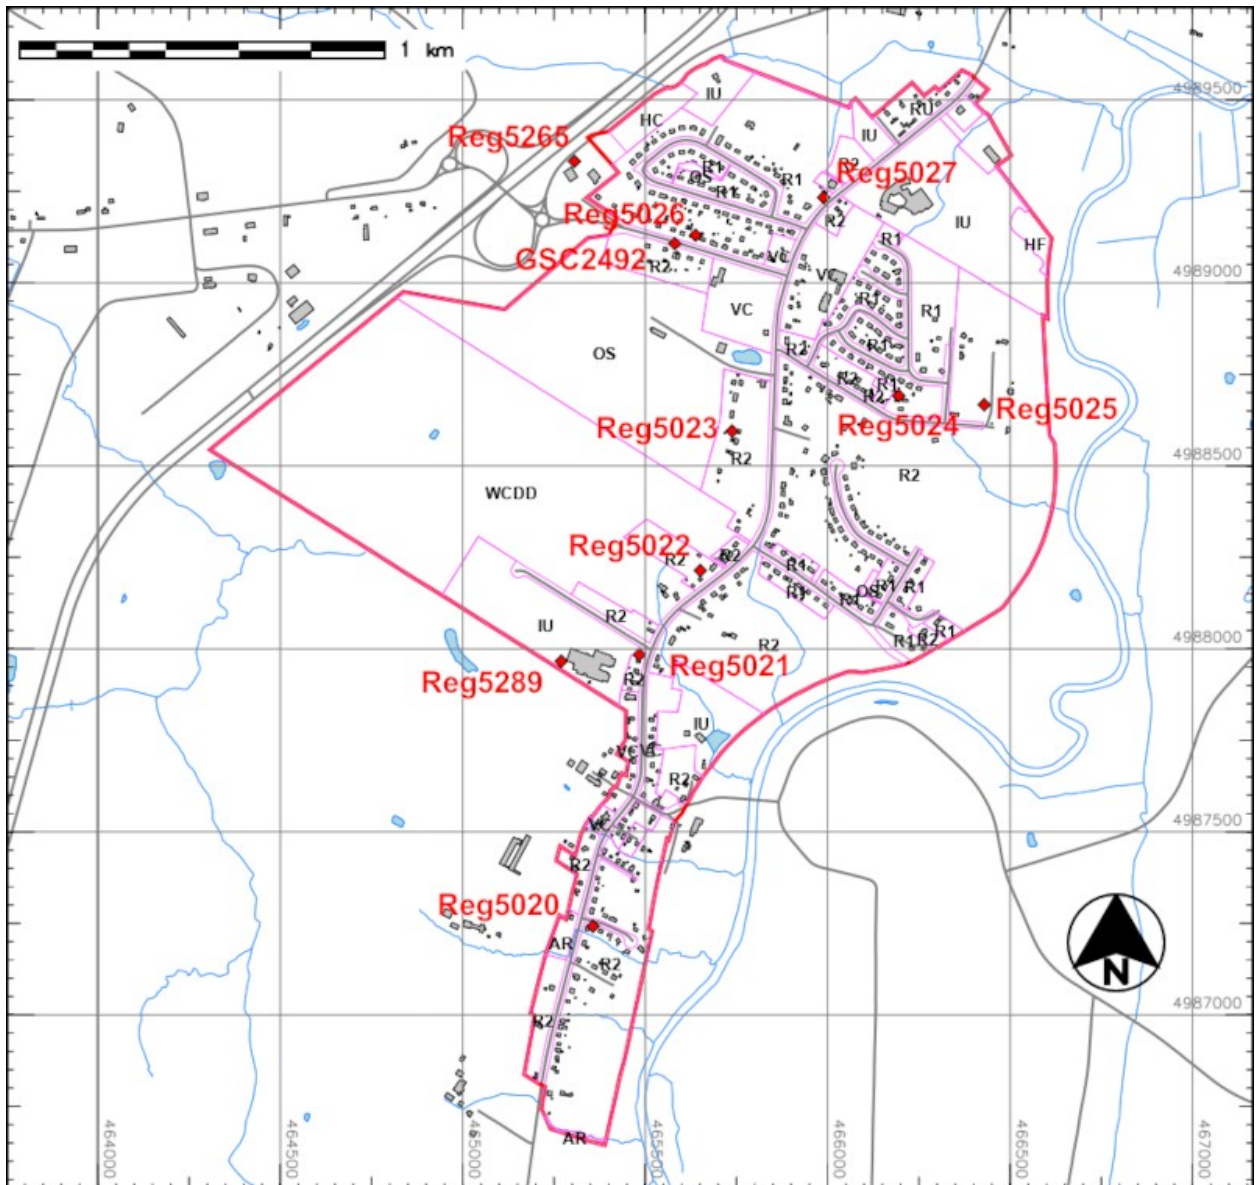 1 km
4989500
IU
RU
HC
IU
Reg5265
R2
R1
OS
R1
R1
Reg5027
Reg5026
R2
IU
R1
HF
GSC2492
R2
VC
VC
4989000
R1
R1
VC
R1
OS
R2
R2
R1
R2
Reg5025
Reg5024
Reg5023
R2
4988500
R2
WCDD
Reg5022
R2
R2
R1
R1
OS
R1
R1
R1
R2
IU
R1
R1
R2
R2
4988000
Reg5021
Reg5289
R2
IU
VC
VC
R2
4987500
VC
R2
Reg5020
AR
R2
N
4987000
R2
AR
464000
464500
465000
465500
466000
466500
467000